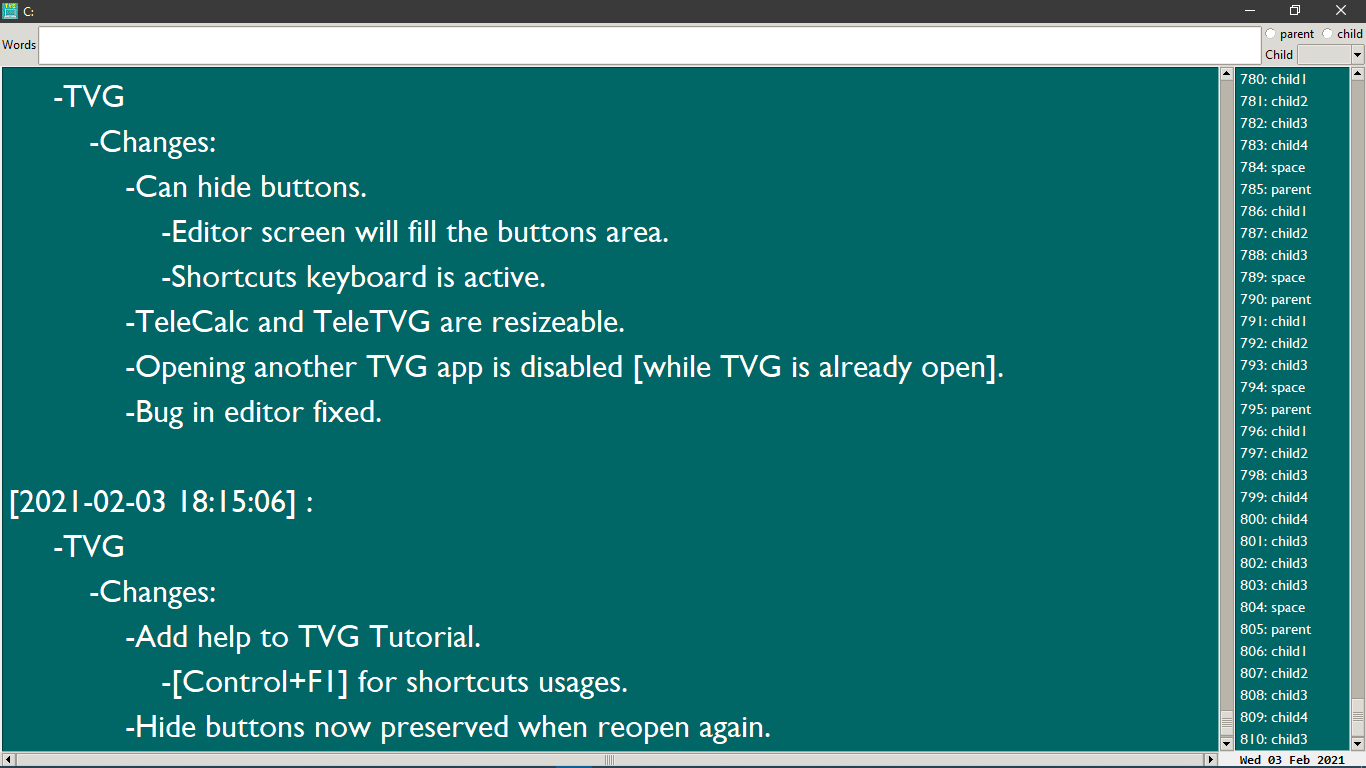 TVG
C:
Words
parent child
Child
-TVG
-Changes:
-Can hide buttons.
-Editor screen will fill the buttons area.
-Shortcuts keyboard is active.
-TeleCalc and TeleTVG are resizeable.
-Opening another TVG app is disabled [while TVG is already open].
-Bug in editor fixed.
[2021-02-03 18:15:06] :
-TVG
-Changes:
-Add help to TVG Tutorial.
-[Control+F1] for shortcuts usages.
-Hide buttons now preserved when reopen again.
780: child1
781: child2
782: child3
783: child4
784: space
785: parent
786: child1
787: child2
788: child3
789: space
790: parent
791: child1
792: child2
793: child3
794: space
795: parent
796: child1
797: child2
798: child3
799: child4
800: child4
801: child3
802: child3
803: child3
804: space
805: parent
806: child1
807: child2
808: child3
809: child4
810: child3
Wed 03 Feb 2021